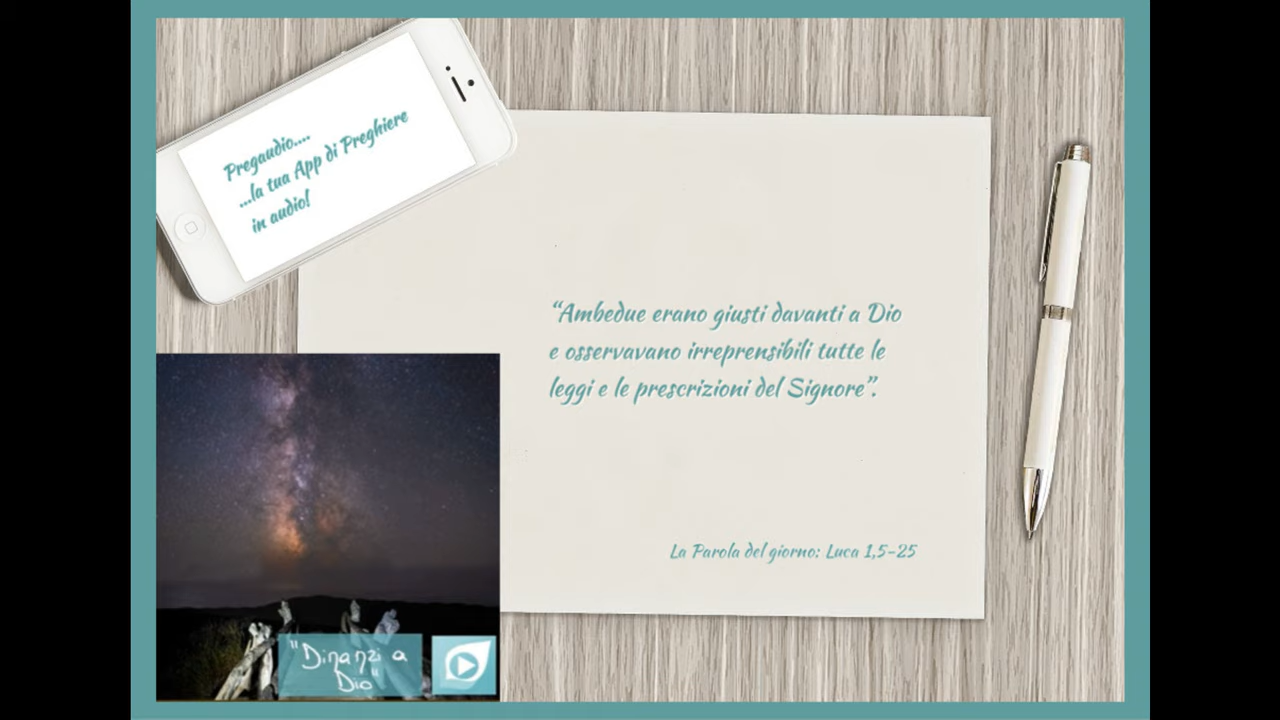 Pregaudio....
...la tua App di Preghiere
in audio!
“Ambedue erano giusti davanti a Dio
e osservavano irreprensibili tutte le
leggi e le prescrizioni del Signore”.
La Parola del giorno: Luca 1,5-25
"Dinanzi a
Dio"